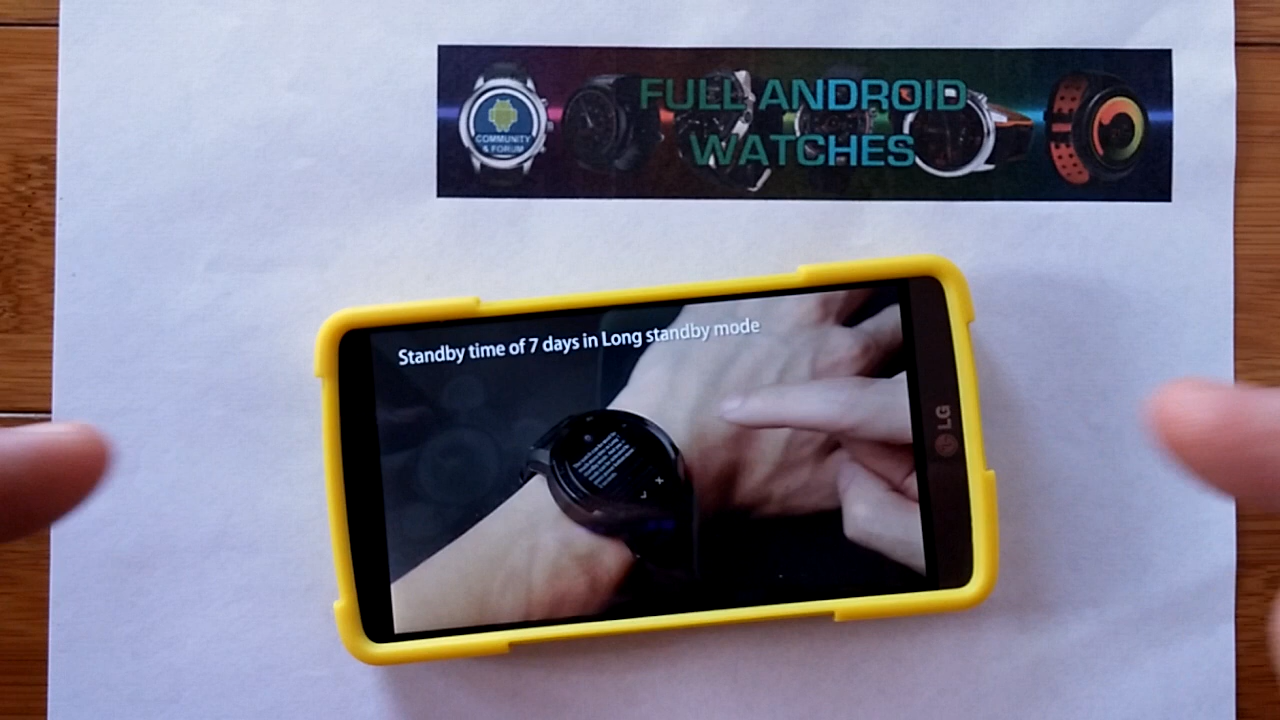 FULL ANDROID
WATCHES
COMMUNITY
& FORUM
Standby time of 7 days in Long standby mode
LG